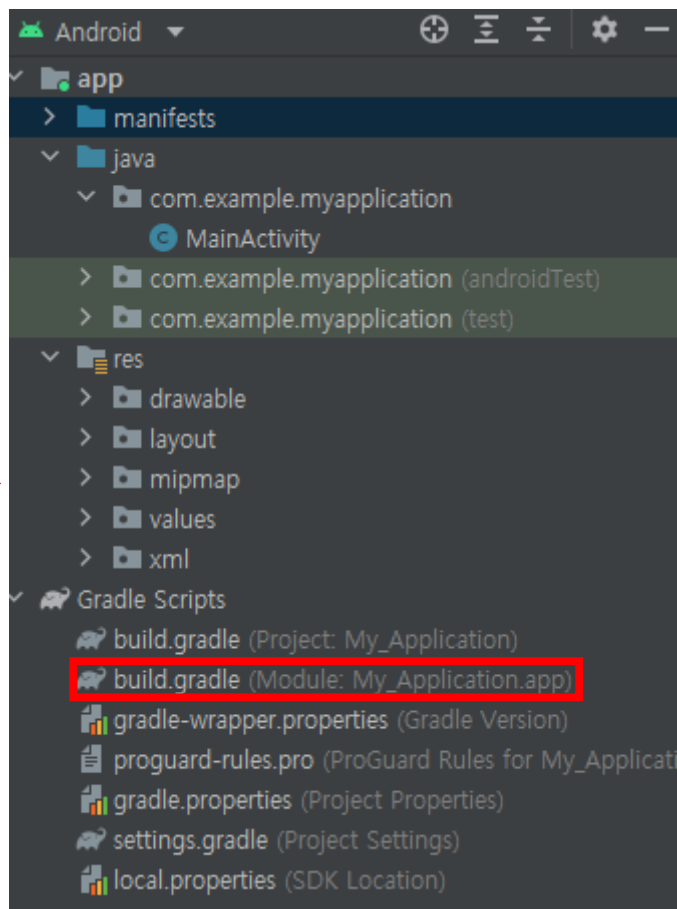 Android
app
manifests
java
com.example.myapplication
MainActivity
com.example.myapplication (androidTest)
com.example.myapplication (test)
res
drawable
layout
mipmap
values
xml
Gradle Scripts
build.gradle (Project: My_Application)
build.gradle (Module: My_Application.app)
gradle-wrapper.properties (Gradle Version)
proguard-rules.pro (ProGuard Rules for My_Applicati
gradle.properties (Project Properties)
settings.gradle (Project Settings)
local.properties (SDK Location)